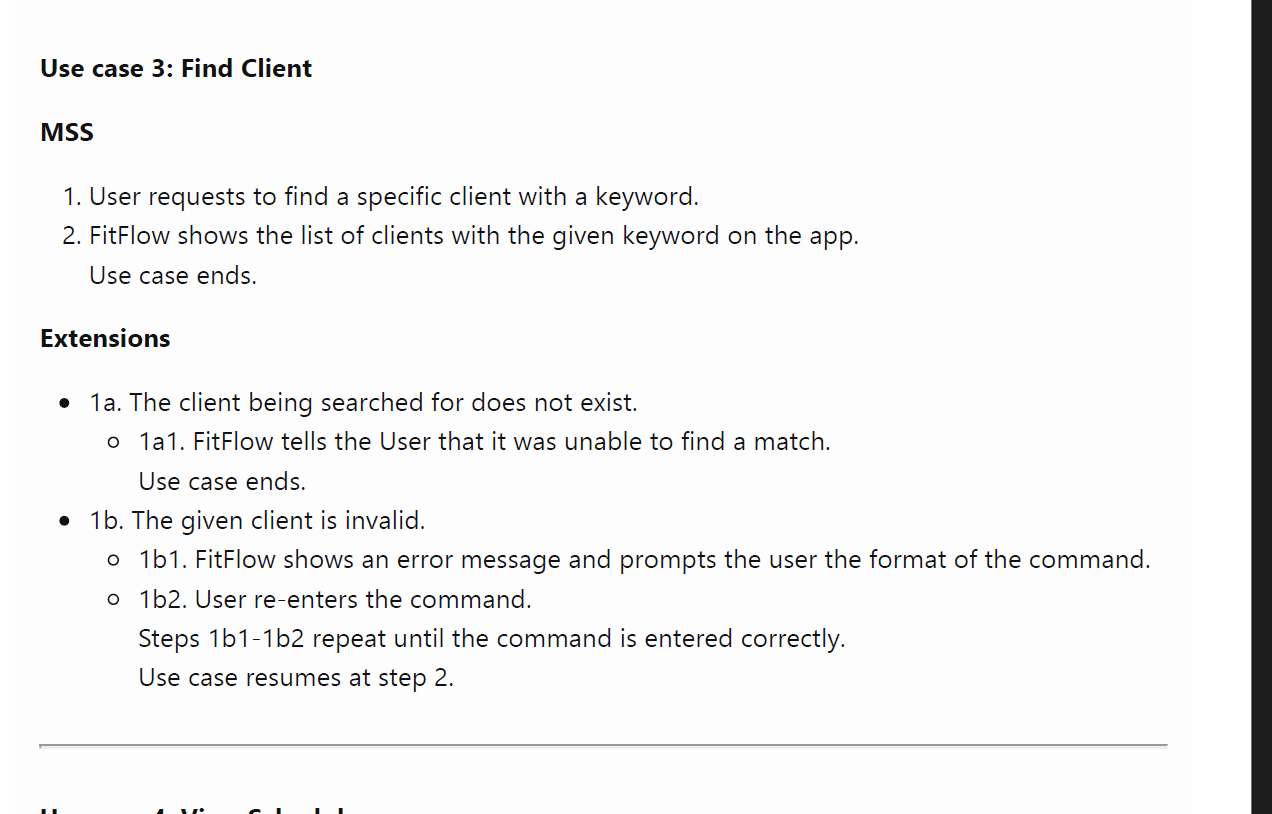 Use case 3: Find Client
MSS
1. User requests to find a specific client with a keyword.
2. FitFlow shows the list of clients with the given keyword on the app.
Use case ends.
Extensions
• 1a. The client being searched for does not exist.
○ 1a1. FitFlow tells the User that it was unable to find a match.
Use case ends.
• 1b. The given client is invalid.
○ 1b1. FitFlow shows an error message and prompts the user the format of the command.
○ 1b2. User re-enters the command.
Steps 1b1-1b2 repeat until the command is entered correctly.
Use case resumes at step 2.